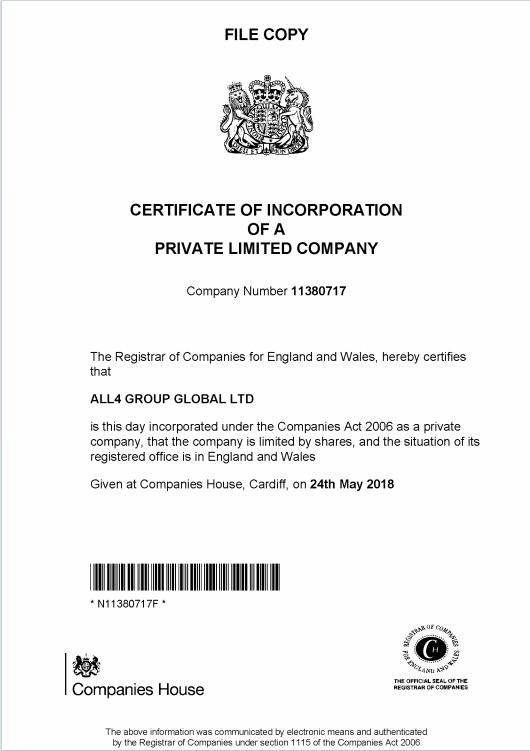 FILE COPY
CERTIFICATE OF INCORPORATION
OF A
PRIVATE LIMITED COMPANY
Company Number 11380717
The Registrar of Companies for England and Wales, hereby certifies
that
ALL4 GROUP GLOBAL LTD
is this day incorporated under the Companies Act 2006 as a private
company, that the company is limited by shares, and the situation of its
registered office is in England and Wales
Given at Companies House, Cardiff, on 24th May 2018
* N11380717F *
Companies House
REGISTRAR OF COMPANIES
FOR ENGLAND AND WALES
CH
THE OFFICIAL SEAL OF THE
REGISTRAR OF COMPANIES
The above information was communicated by electronic means and authenticated
by the Registrar of Companies under section 1115 of the Companies Act 2006